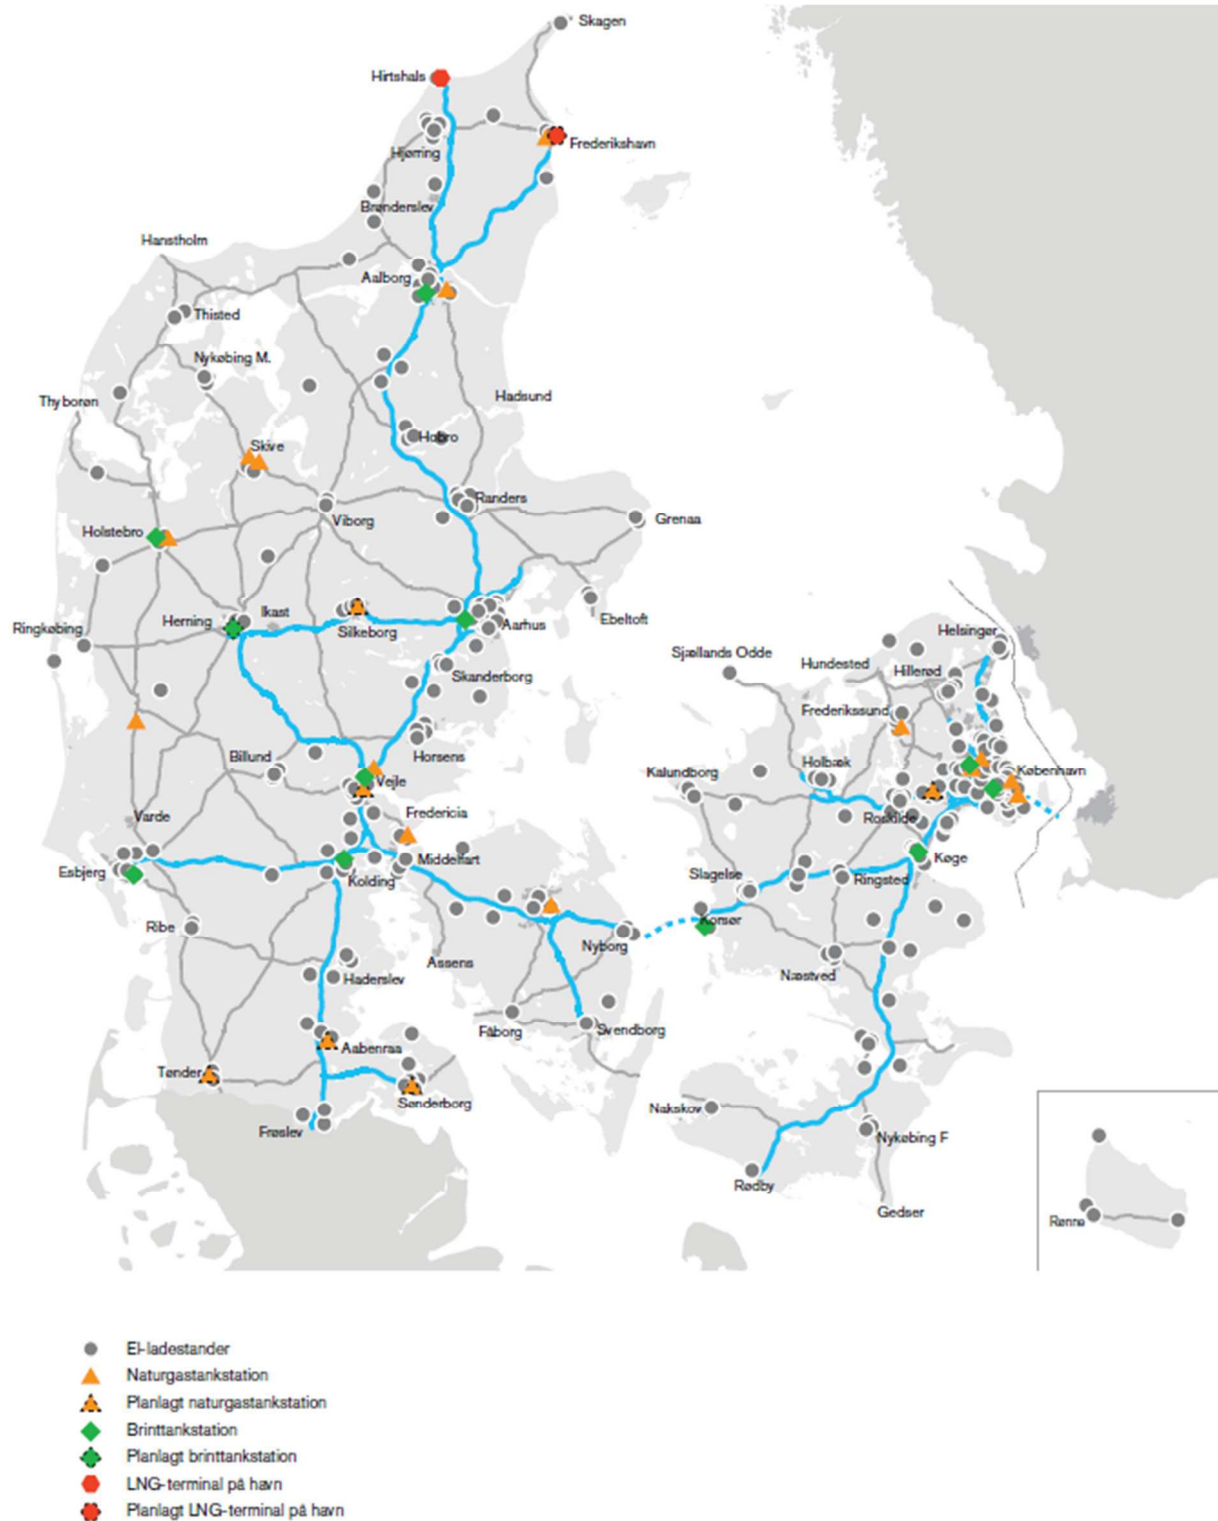 Skagen
Hirtshals
Frederikshavn
Hjørring
Brønderslev
Hanstholm
Aalborg
Thisted
Nykøbing M.
Thyborøn
Hadsund
Hobro
Skive
Randers
Viborg
Grenaa
Holstebro
Ikast
Herning
Silkeborg
Aarhus
Ebeltoft
Ringkøbing
Helsingør
Sjællands Odde
Hundested
Hillerød
Skanderborg
Frederikssund
Billund
Horsens
Holbæk
København
Kalundborg
Vejle
Varde
Fredericia
Roskilde
Middelfart
Køge
Esbjerg
Kolding
Slagelse
Ringsted
Korsør
Ribe
Nyborg
Assens
Næstved
Haderslev
Fåborg
Svendborg
Aabenraa
Tønder
Sønderborg
Nakskov
Frøslev
Nykøbing F
Rødby
Gedser
Rønne
El-ladestander
Naturgastankstation
Planlagt naturgastankstation
Brinttankstation
Planlagt brinttankstation
LNG-terminal på havn
Planlagt LNG-terminal på havn